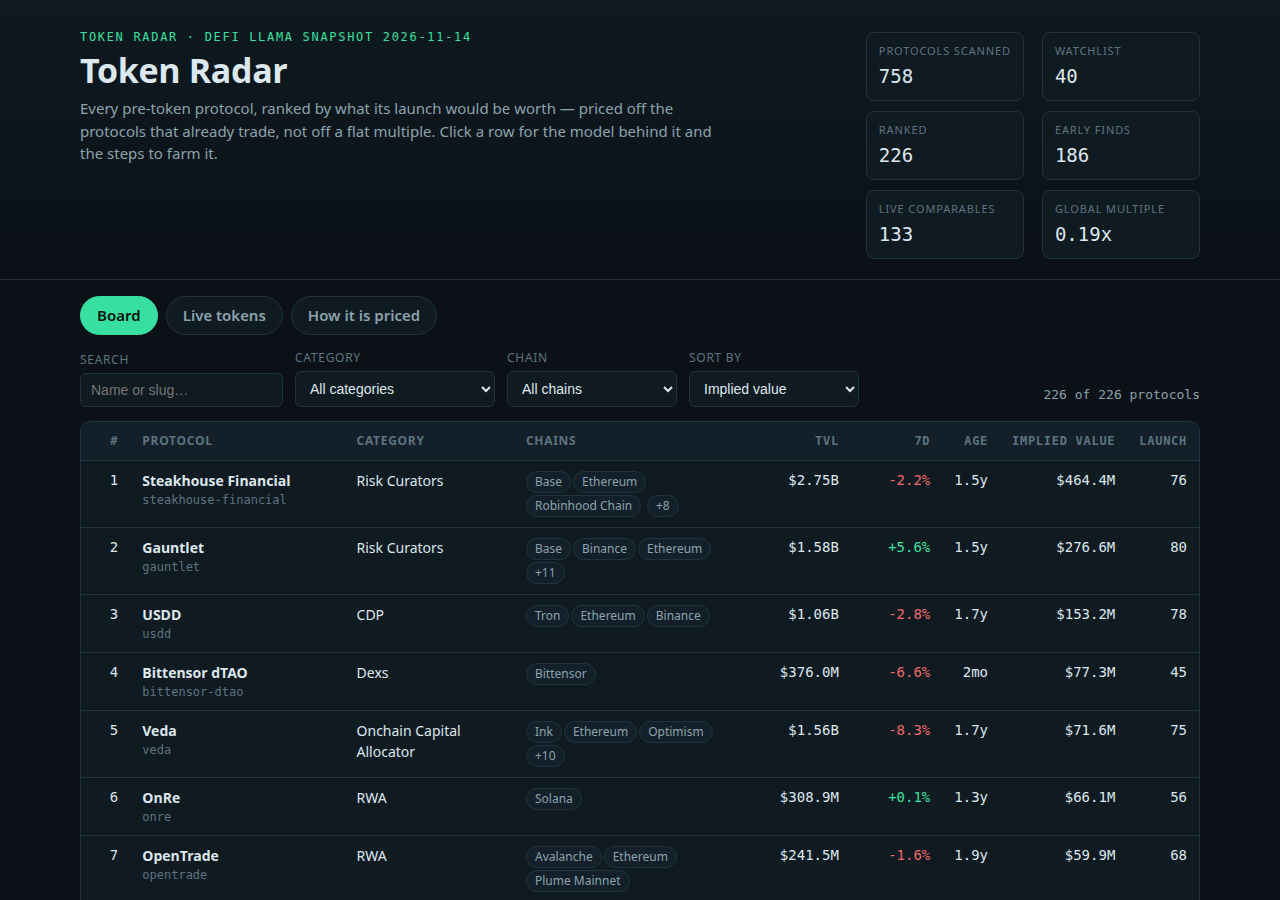 TOKEN RADAR · DEFI LLAMA SNAPSHOT 2026-11-14
Token Radar
Every pre-token protocol, ranked by what its launch would be worth — priced off the
protocols that already trade, not off a flat multiple. Click a row for the model behind it and
the steps to farm it.
PROTOCOLS SCANNED
758
WATCHLIST
40
RANKED
226
EARLY FINDS
186
LIVE COMPARABLES
133
GLOBAL MULTIPLE
0.19x
Board Live tokens How it is priced
SEARCH CATEGORY CHAIN SORT BY
Name or slug… All categories All chains Implied value 226 of 226 protocols
# PROTOCOL CATEGORY CHAINS TVL 7D AGE IMPLIED VALUE LAUNCH
1 Steakhouse Financial Risk Curators Base Ethereum $2.75B -2.2% 1.5y $464.4M 76
steakhouse-financial Robinhood Chain +8
2 Gauntlet Risk Curators Base Binance Ethereum $1.58B +5.6% 1.5y $276.6M 80
gauntlet +11
3 USDD CDP Tron Ethereum Binance $1.06B -2.8% 1.7y $153.2M 78
usdd
4 Bittensor dTAO Dexs Bittensor $376.0M -6.6% 2mo $77.3M 45
bittensor-dtao
5 Veda Onchain Capital Ink Ethereum Optimism $1.56B -8.3% 1.7y $71.6M 75
veda Allocator +10
6 OnRe RWA Solana $308.9M +0.1% 1.3y $66.1M 56
onre
7 OpenTrade RWA Avalanche Ethereum $241.5M -1.6% 1.9y $59.9M 68
opentrade Plume Mainnet